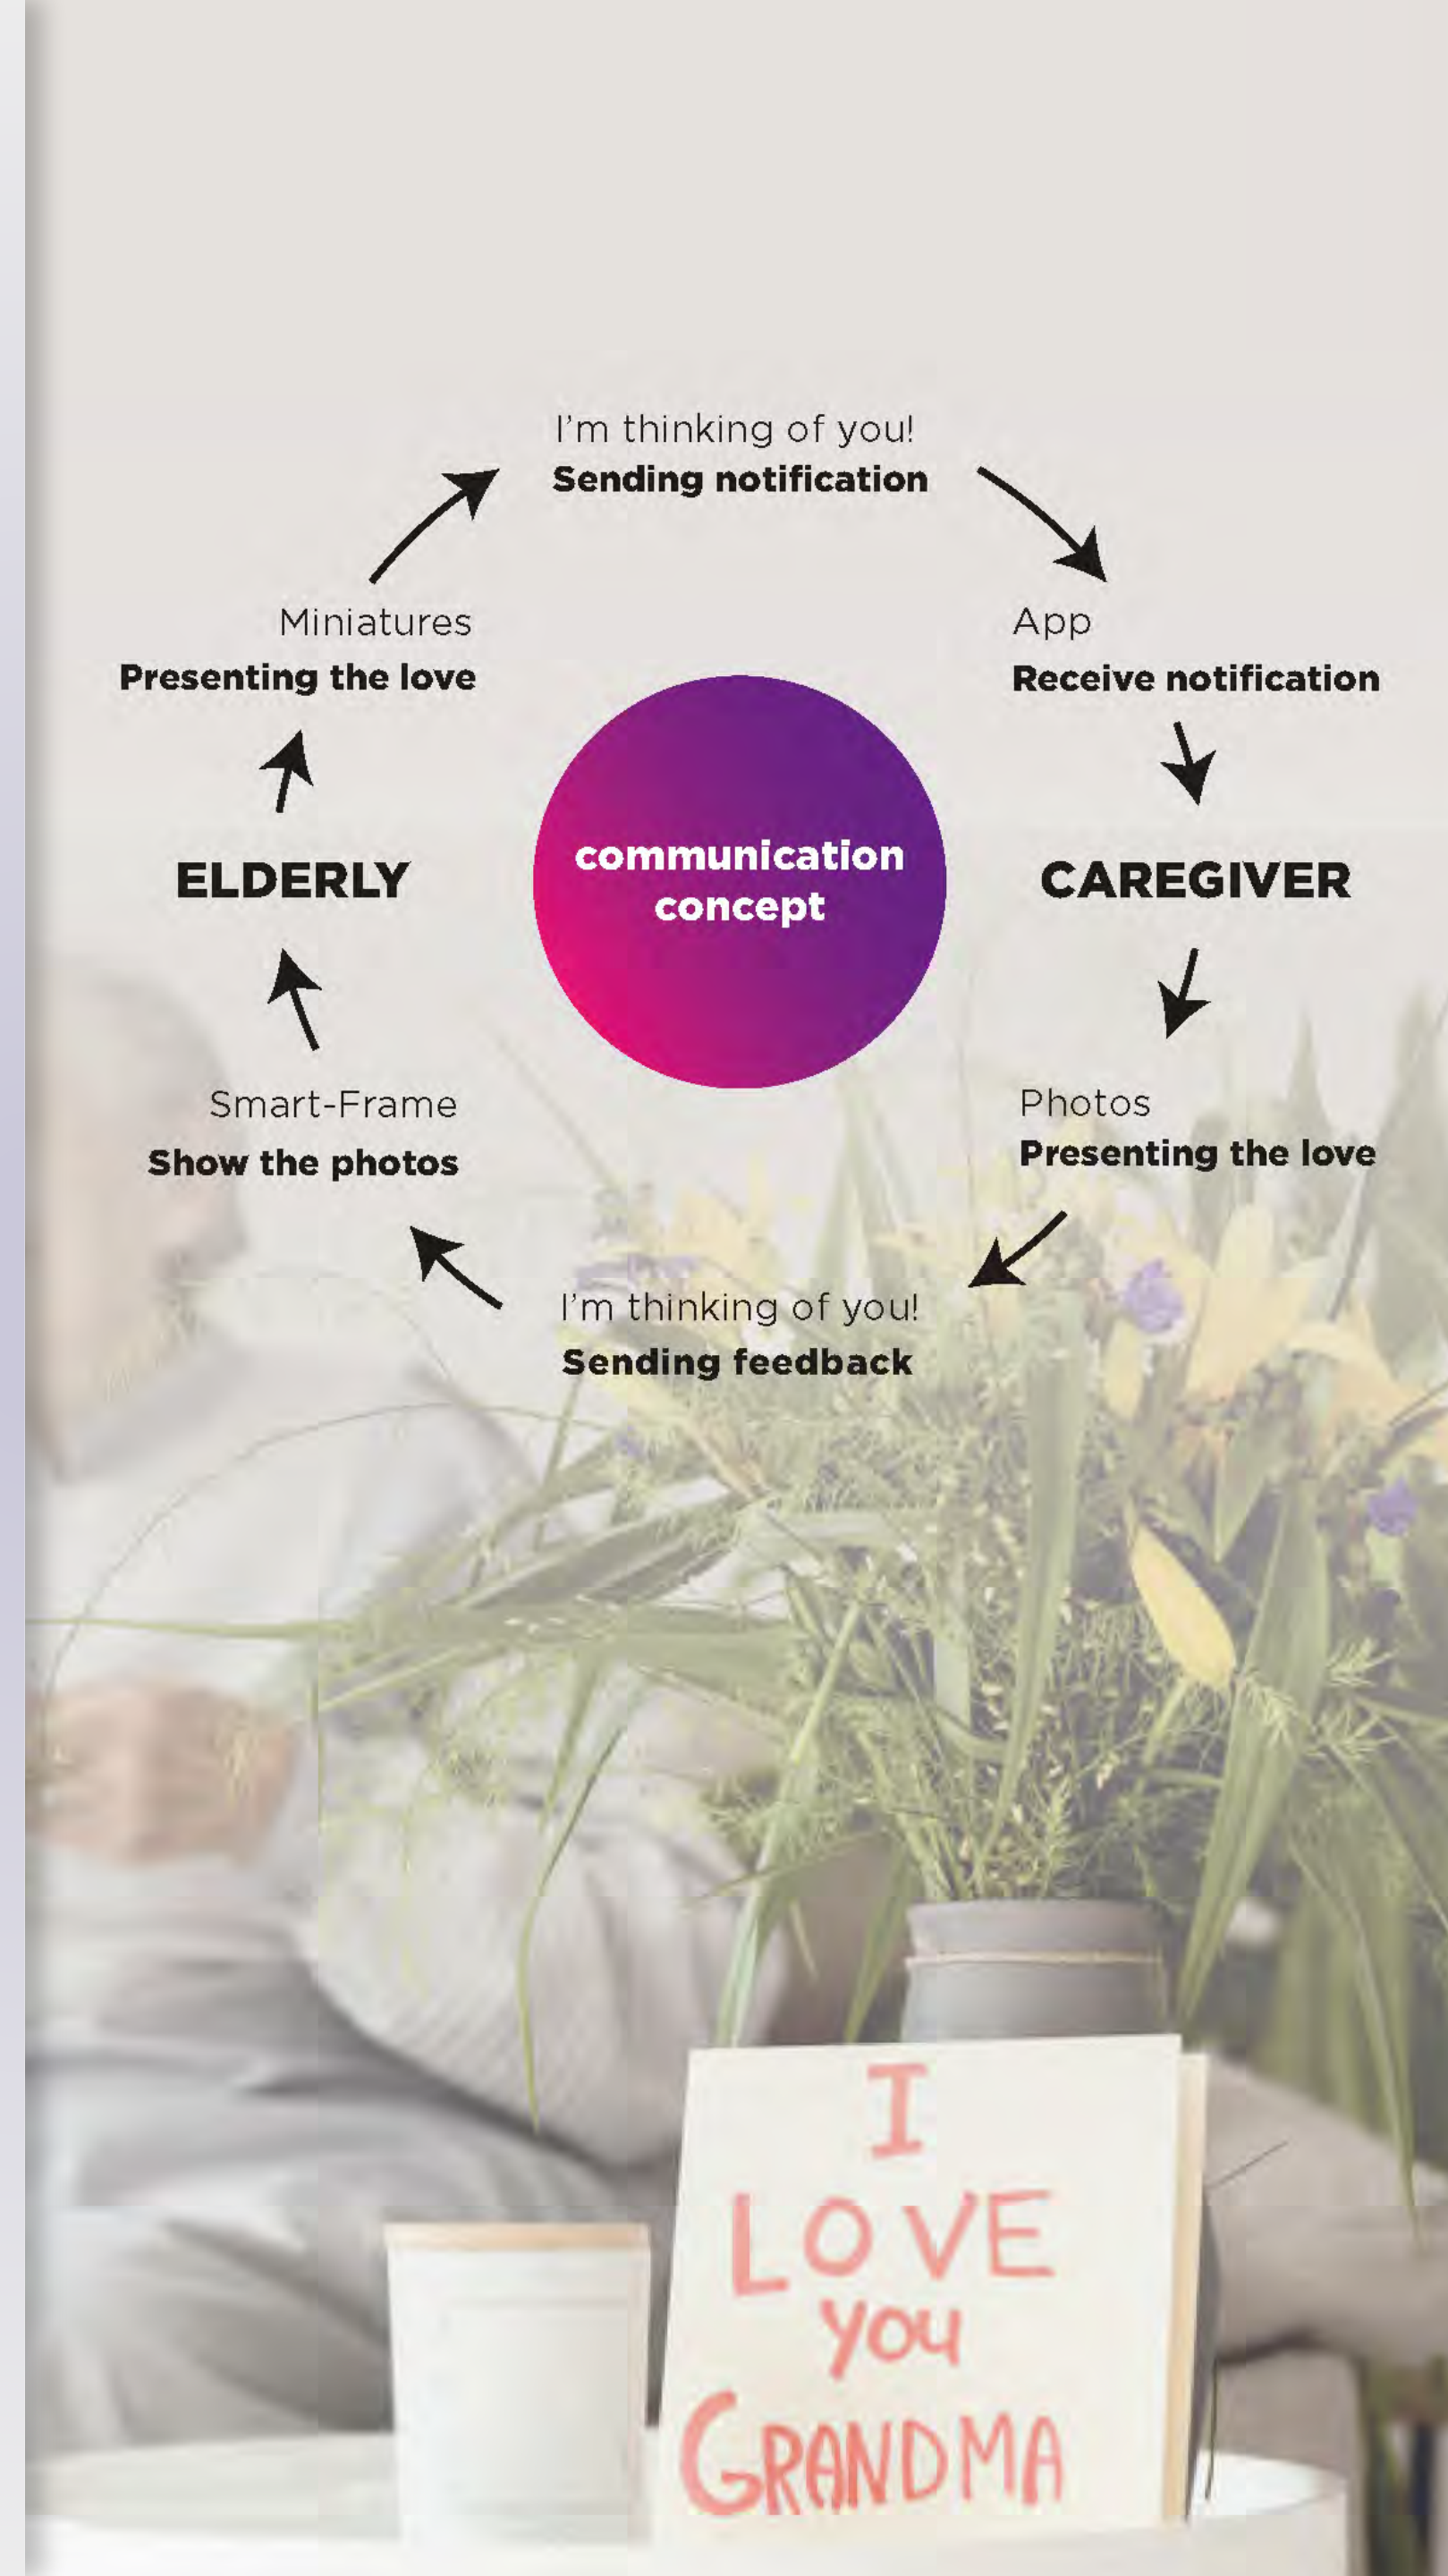 I'm thinking of you!
Sending notification
Miniatures
Presenting the love
App
Receive notification
ELDERLY
communication
concept
CAREGIVER
Smart-Frame
Show the photos
Photos
Presenting the love
I'm thinking of you!
Sending feedback
I
LOVE
you
GRANDMA